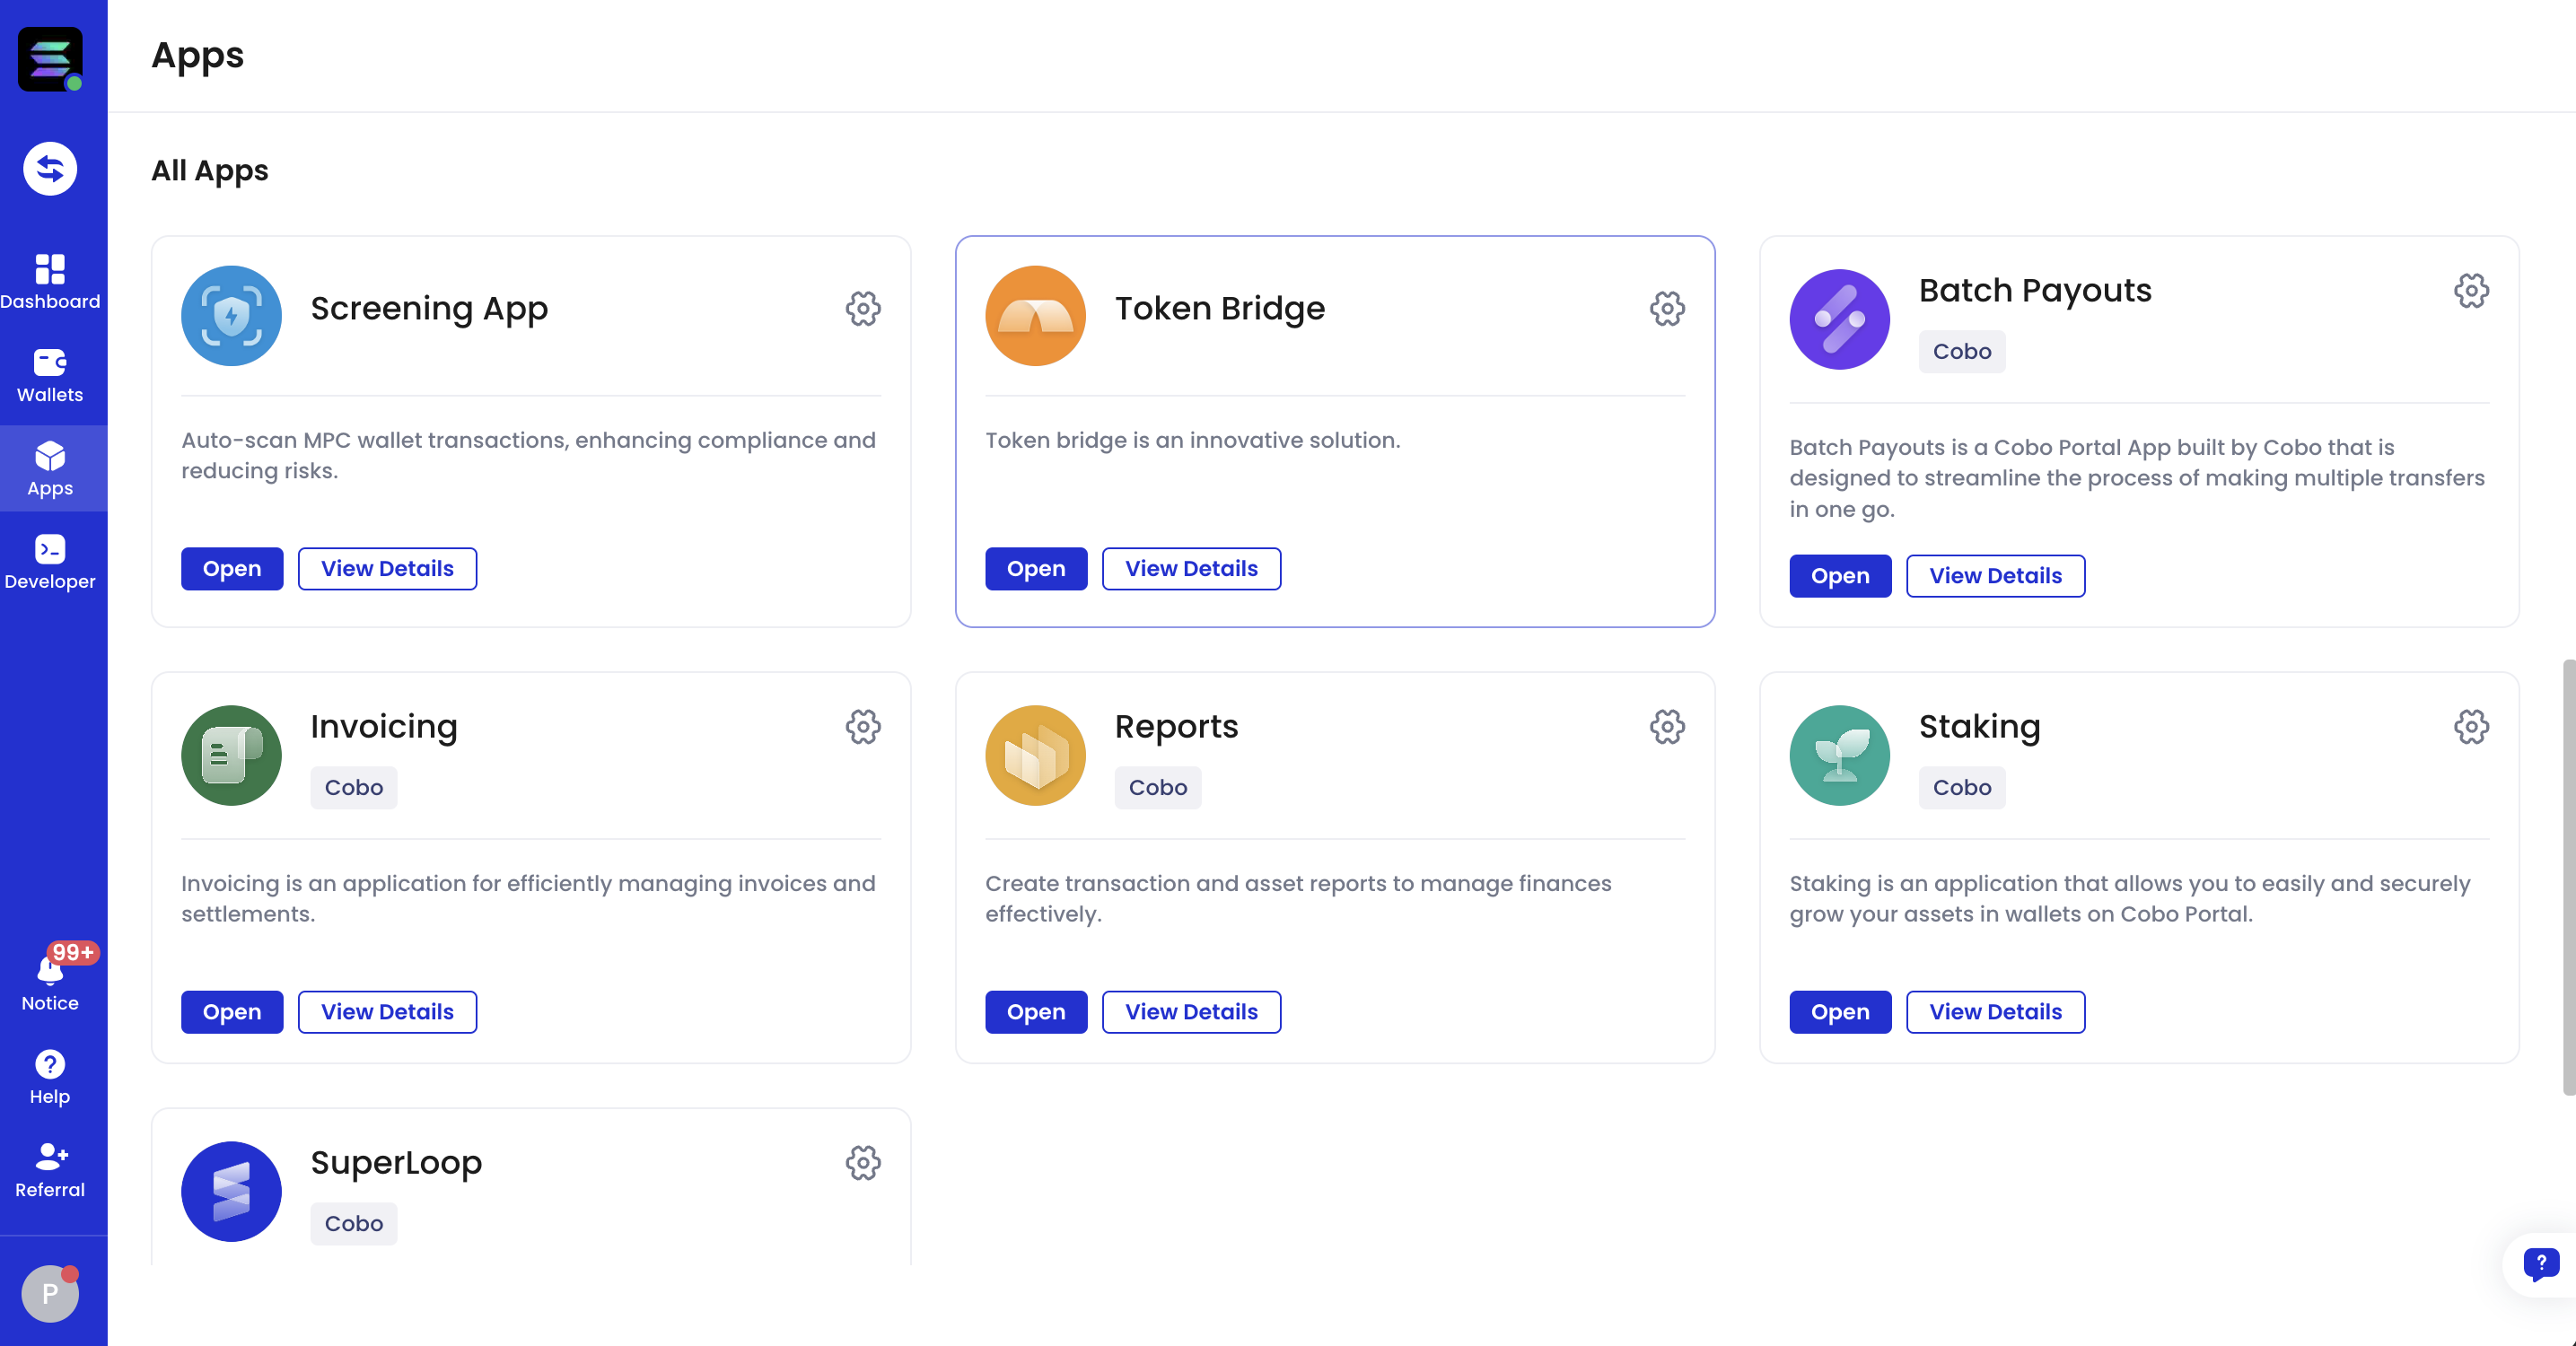 Apps
All Apps
Dashboard
Wallets
Apps
Developer
99+
Notice
Help
Referral
P
Screening App
Auto-scan MPC wallet transactions, enhancing compliance and
reducing risks.
Open
View Details
Token Bridge
Token bridge is an innovative solution.
Open
View Details
Batch Payouts
Cobo
Batch Payouts is a Cobo Portal App built by Cobo that is
designed to streamline the process of making multiple transfers
in one go.
Open
View Details
Invoicing
Cobo
Invoicing is an application for efficiently managing invoices and
settlements.
Open
View Details
Reports
Cobo
Create transaction and asset reports to manage finances
effectively.
Open
View Details
Staking
Cobo
Staking is an application that allows you to easily and securely
grow your assets in wallets on Cobo Portal.
Open
View Details
SuperLoop
Cobo